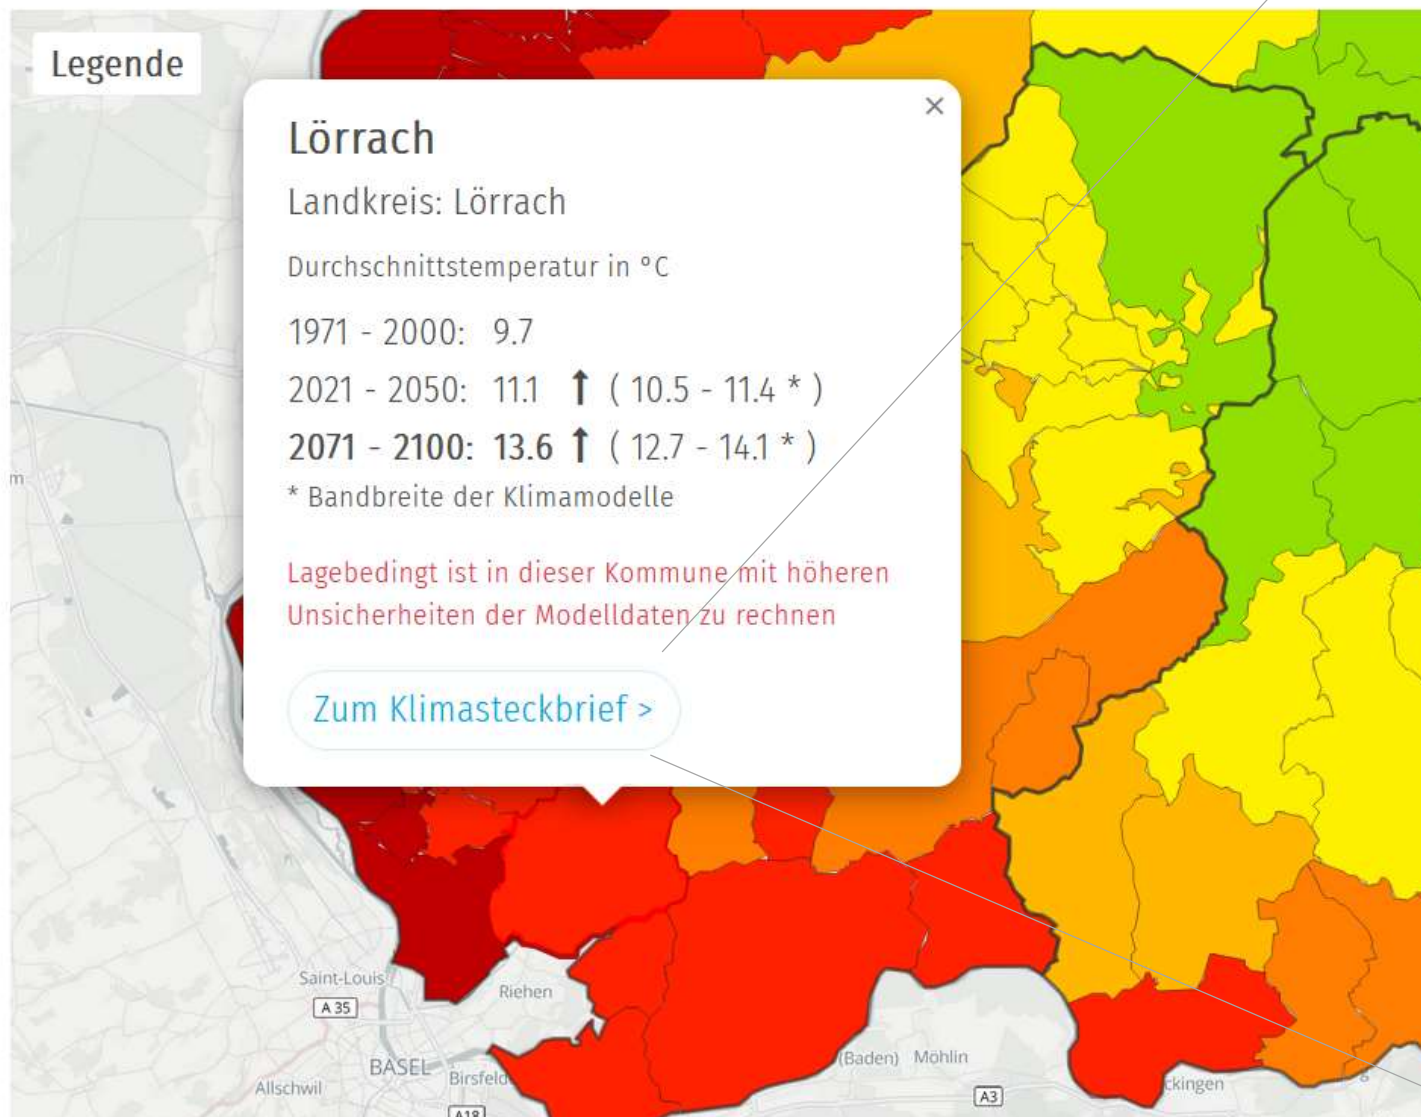 Legende
×
Lörrach
Landkreis: Lörrach
Durchschnittstemperatur in °C
1971 - 2000: 9.7
2021 - 2050: 11.1 ↑ ( 10.5 - 11.4 * )
2071 - 2100: 13.6 ↑ ( 12.7 - 14.1 * )
* Bandbreite der Klimamodelle
Lagebedingt ist in dieser Kommune mit höheren
Unsicherheiten der Modelldaten zu rechnen
Zum Klimasteckbrief >
Saint-Louis
A 35
Riehen
BASEL
Birsfeld
Allschwil
A18
(Baden) Möhlin
A3
ckingen